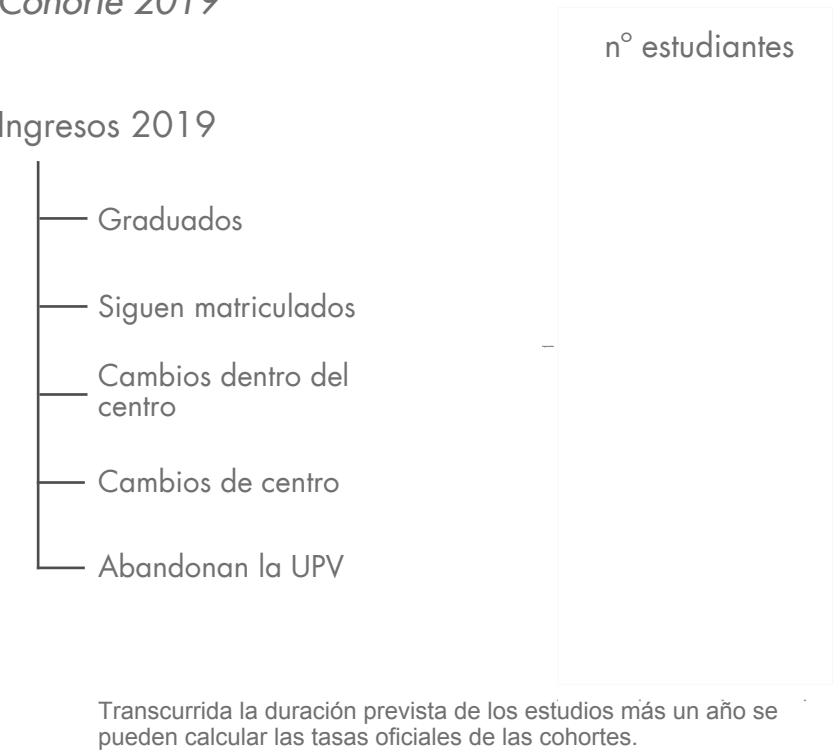 Cohorte 2019
nº estudiantes
Ingresos 2019
Graduados
Siguen matriculados
Cambios dentro del
centro
Cambios de centro
Abandonan la UPV
Transcurrida la duración prevista de los estudios más un año se
pueden calcular las tasas oficiales de las cohortes.